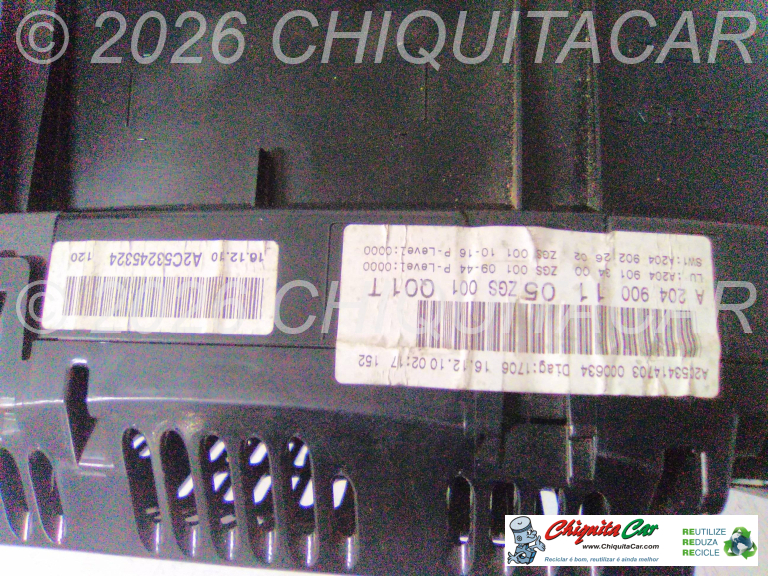 © 2026 CHIQUITACAR
16.12.10
120
A2C53245324
A2C53414703 000634 Diag:1706 16.12.10 02:17 152
A 204 900 11 05 ZGS 001 Q01 T
LU :A204 901 34 00 ZGS 001 09-44 P-Level:0000
SW1:A204 902 26 02 ZGS 001 10-16 P-Level:0000
© 2026 CHIQUITACAR
Chiquita Car
www.ChiquitaCar.com
Reciclar é bom, reutilizar é ainda melhor
REUTILIZE
REDUZA
RECICLE